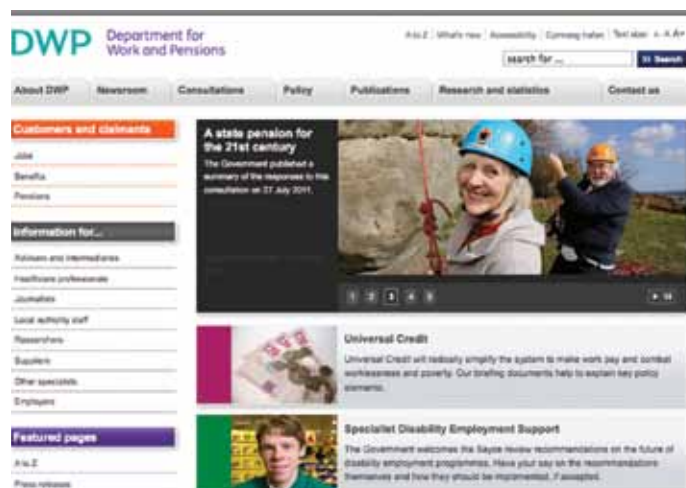 DWP
Department for
Work and Pensions
A to Z What's new Accessibility Cymraeg Text size: A A A+
search for ...
Search
About DWP Newsroom Consultations Policy Publications Research and statistics Contact us
Customers and claimants
Jobs
Benefits
Pensions
Information for...
Advisers and intermediaries
Healthcare professionals
Journalists
Local authority staff
Researchers
Suppliers
Other specialists
Employers
Featured pages
A to Z
Press releases
A state pension for
the 21st century
The Government published a
summary of the responses to this
consultation on 27 July 2011.
1 2 3 4 5
Universal Credit
Universal Credit will radically simplify the system to make work pay and combat
worklessness and poverty. Our briefing documents help to explain key policy
elements.
Specialist Disability Employment Support
The Government welcomes the Sayce review recommendations on the future of
disability employment programmes. Have your say on the recommendations
themselves and how they should be implemented, if accepted.